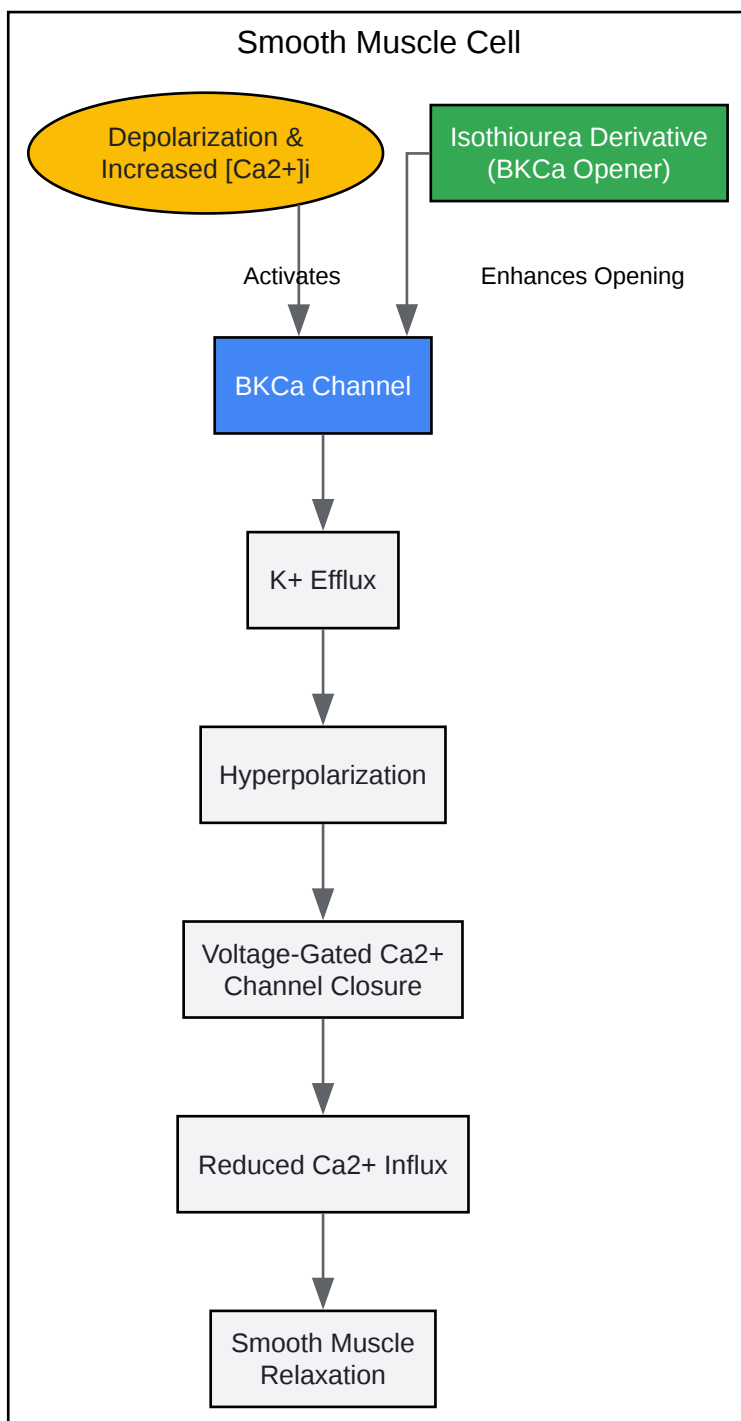 Smooth Muscle Cell
Depolarization &
Increased [Ca2+]i
Isothiourea Derivative
(BKCa Opener)
Activates
Enhances Opening
BKCa Channel
K+ Efflux
Hyperpolarization
Voltage-Gated Ca2+
Channel Closure
Reduced Ca2+ Influx
Smooth Muscle
Relaxation